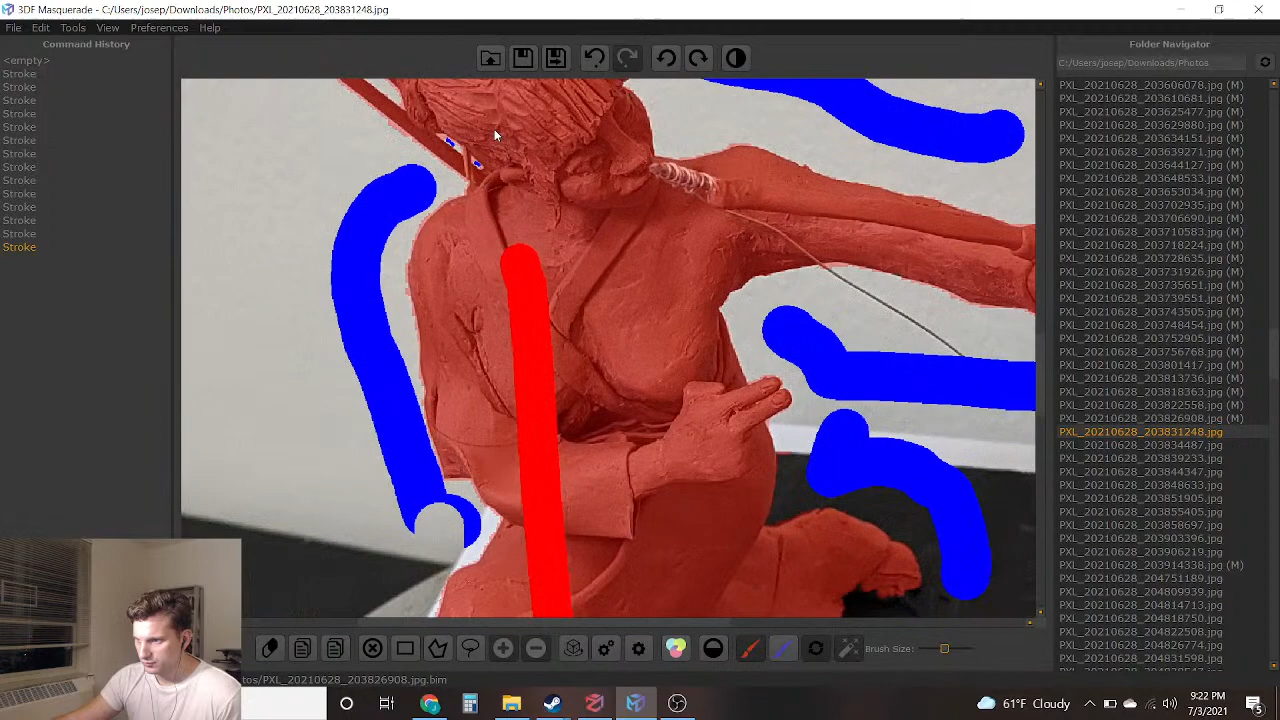 3DF Masquerade - C:/Users/josep/Downloads/Photos/PXL_20210628_203831248.jpg
File Edit Tools View Preferences Help
Command History
<empty>
Stroke
Stroke
Stroke
Stroke
Stroke
Stroke
Stroke
Stroke
Stroke
Stroke
Stroke
Stroke
Stroke
Stroke
Folder Navigator
C:/Users/josep/Downloads/Photos
PXL_20210628_203606078.jpg (M)
PXL_20210628_203610681.jpg (M)
PXL_20210628_203625477.jpg (M)
PXL_20210628_203629880.jpg (M)
PXL_20210628_203634151.jpg (M)
PXL_20210628_203639271.jpg (M)
PXL_20210628_203644127.jpg (M)
PXL_20210628_203648533.jpg (M)
PXL_20210628_203653034.jpg (M)
PXL_20210628_203702935.jpg (M)
PXL_20210628_203706690.jpg (M)
PXL_20210628_203710583.jpg (M)
PXL_20210628_203718224.jpg (M)
PXL_20210628_203728635.jpg (M)
PXL_20210628_203731926.jpg (M)
PXL_20210628_203735651.jpg (M)
PXL_20210628_203739551.jpg (M)
PXL_20210628_203743505.jpg (M)
PXL_20210628_203748454.jpg (M)
PXL_20210628_203752905.jpg (M)
PXL_20210628_203756768.jpg (M)
PXL_20210628_203801417.jpg (M)
PXL_20210628_203813736.jpg (M)
PXL_20210628_203818363.jpg (M)
PXL_20210628_203822558.jpg (M)
PXL_20210628_203826908.jpg (M)
PXL_20210628_203831248.jpg
PXL_20210628_203834487.jpg
PXL_20210628_203839233.jpg
PXL_20210628_203844347.jpg
PXL_20210628_203848633.jpg
PXL_20210628_203851905.jpg
PXL_20210628_203855405.jpg
PXL_20210628_203858697.jpg
PXL_20210628_203903396.jpg
PXL_20210628_203906219.jpg
PXL_20210628_203914338.jpg (M)
PXL_20210628_204751189.jpg
PXL_20210628_204809939.jpg
PXL_20210628_204814713.jpg
PXL_20210628_204818750.jpg
PXL_20210628_204822508.jpg
PXL_20210628_204826774.jpg
PXL_20210628_204831598.jpg
Brush Size:
tos/PXL_20210628_203826908.jpg.bim
61°F Cloudy
9:22 PM
7/3/2021
5